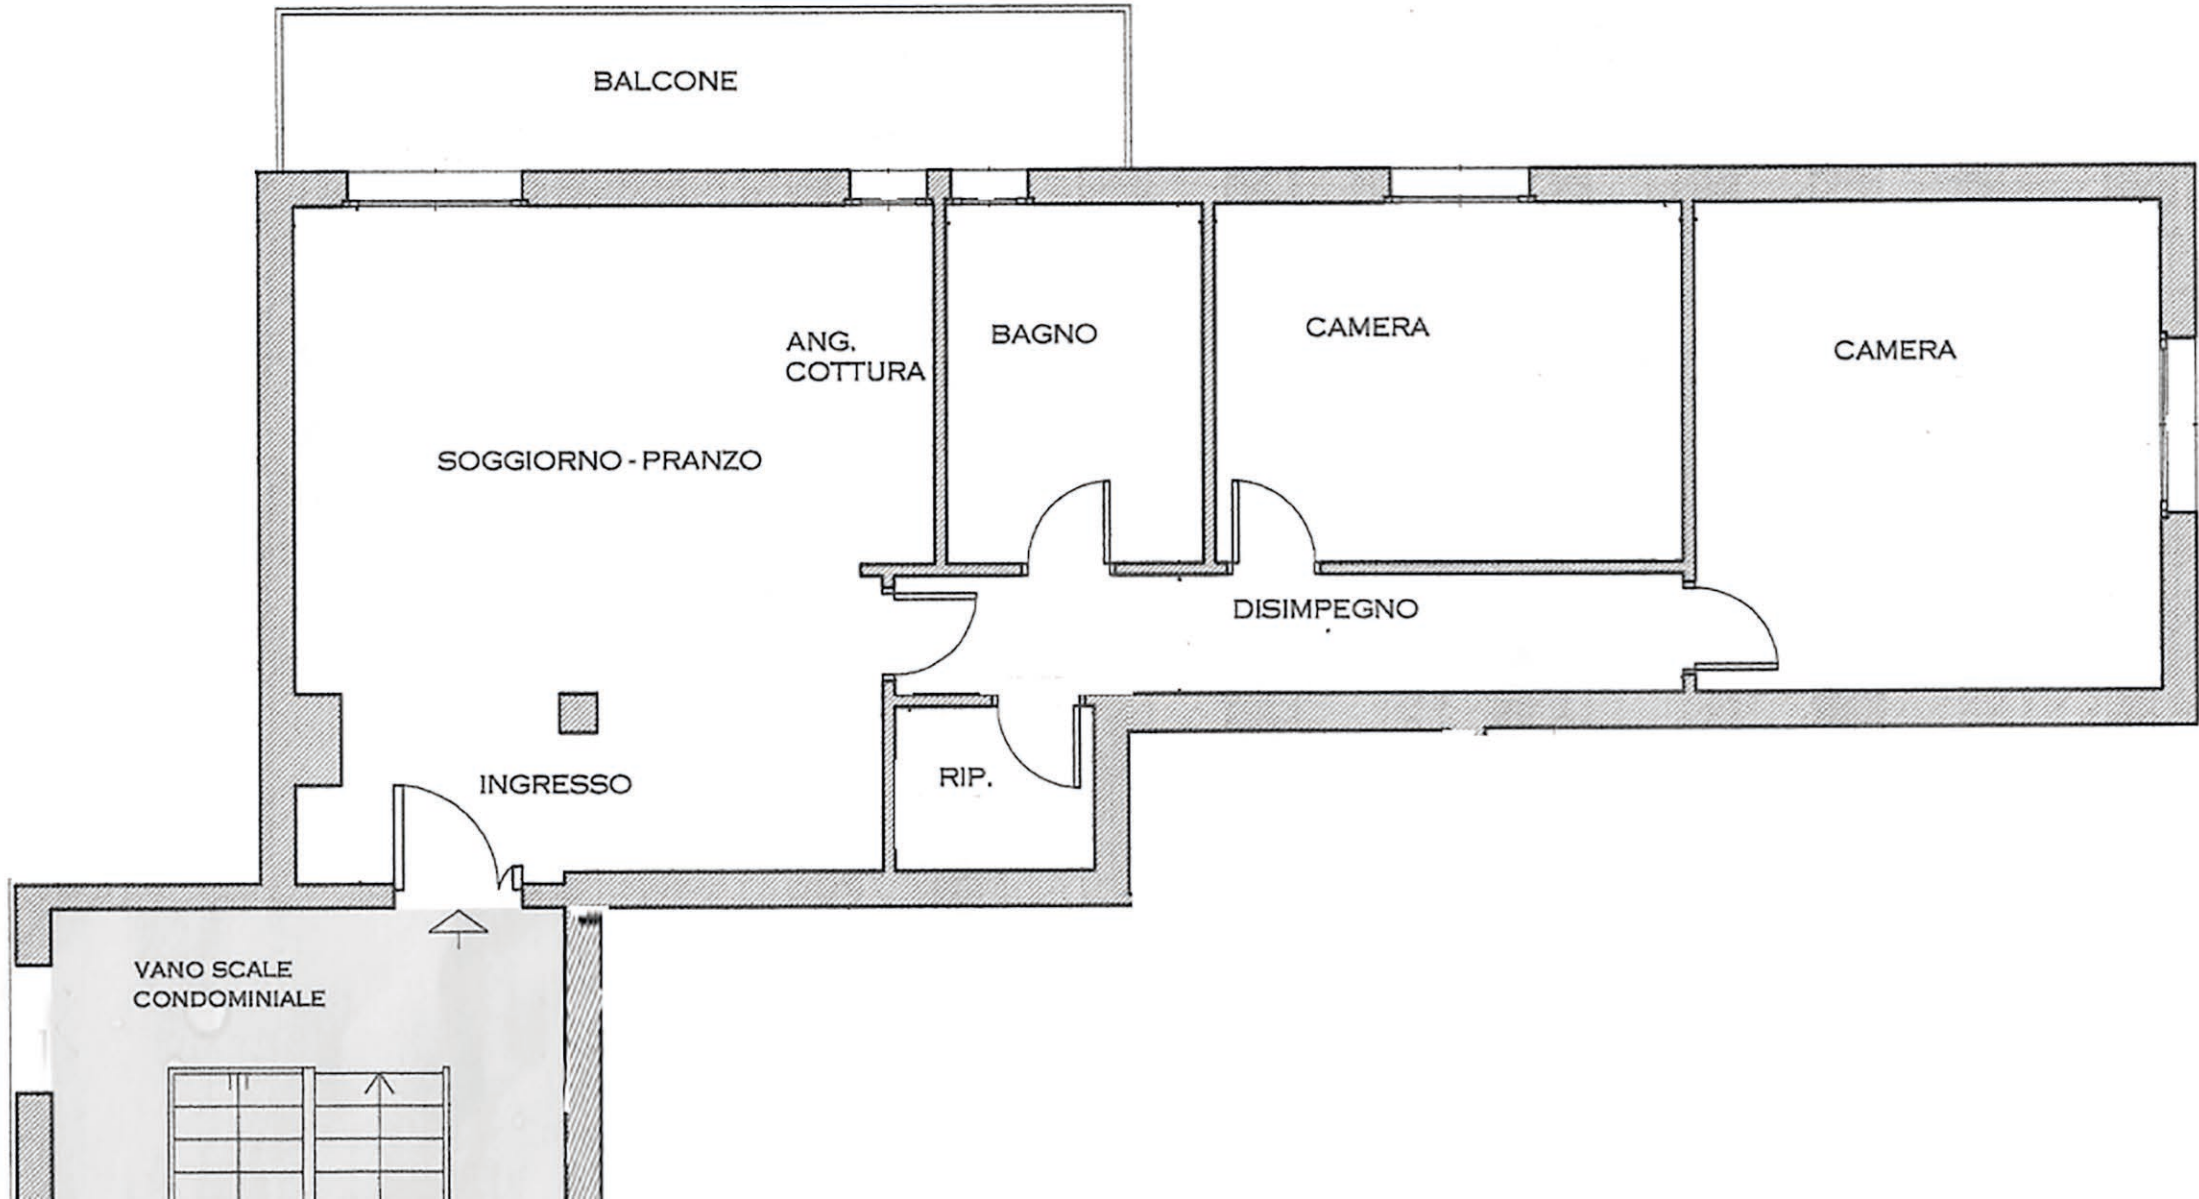 BALCONE
ANG.
COTTURA
BAGNO
CAMERA
CAMERA
SOGGIORNO - PRANZO
DISIMPEGNO
INGRESSO
RIP.
VANO SCALE
CONDOMINIALE